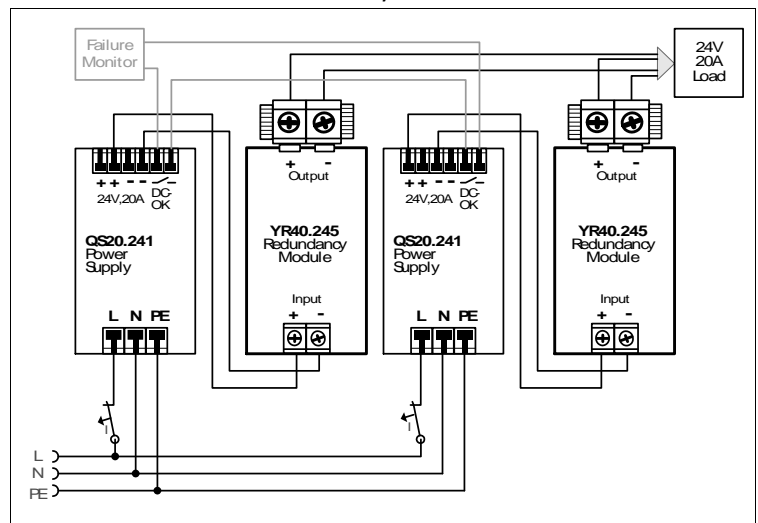 Failure
Monitor
24V
20A
Load
+ + - -
24V,20A
DC-
OK
QS20.241
Power
Supply
L N PE
+ -
Output
YR40.245
Redundancy
Module
Input
+ -
+ + - -
24V,20A
DC-
OK
QS20.241
Power
Supply
L N PE
+ -
Output
YR40.245
Redundancy
Module
Input
+ -
I
I
L
N
PE